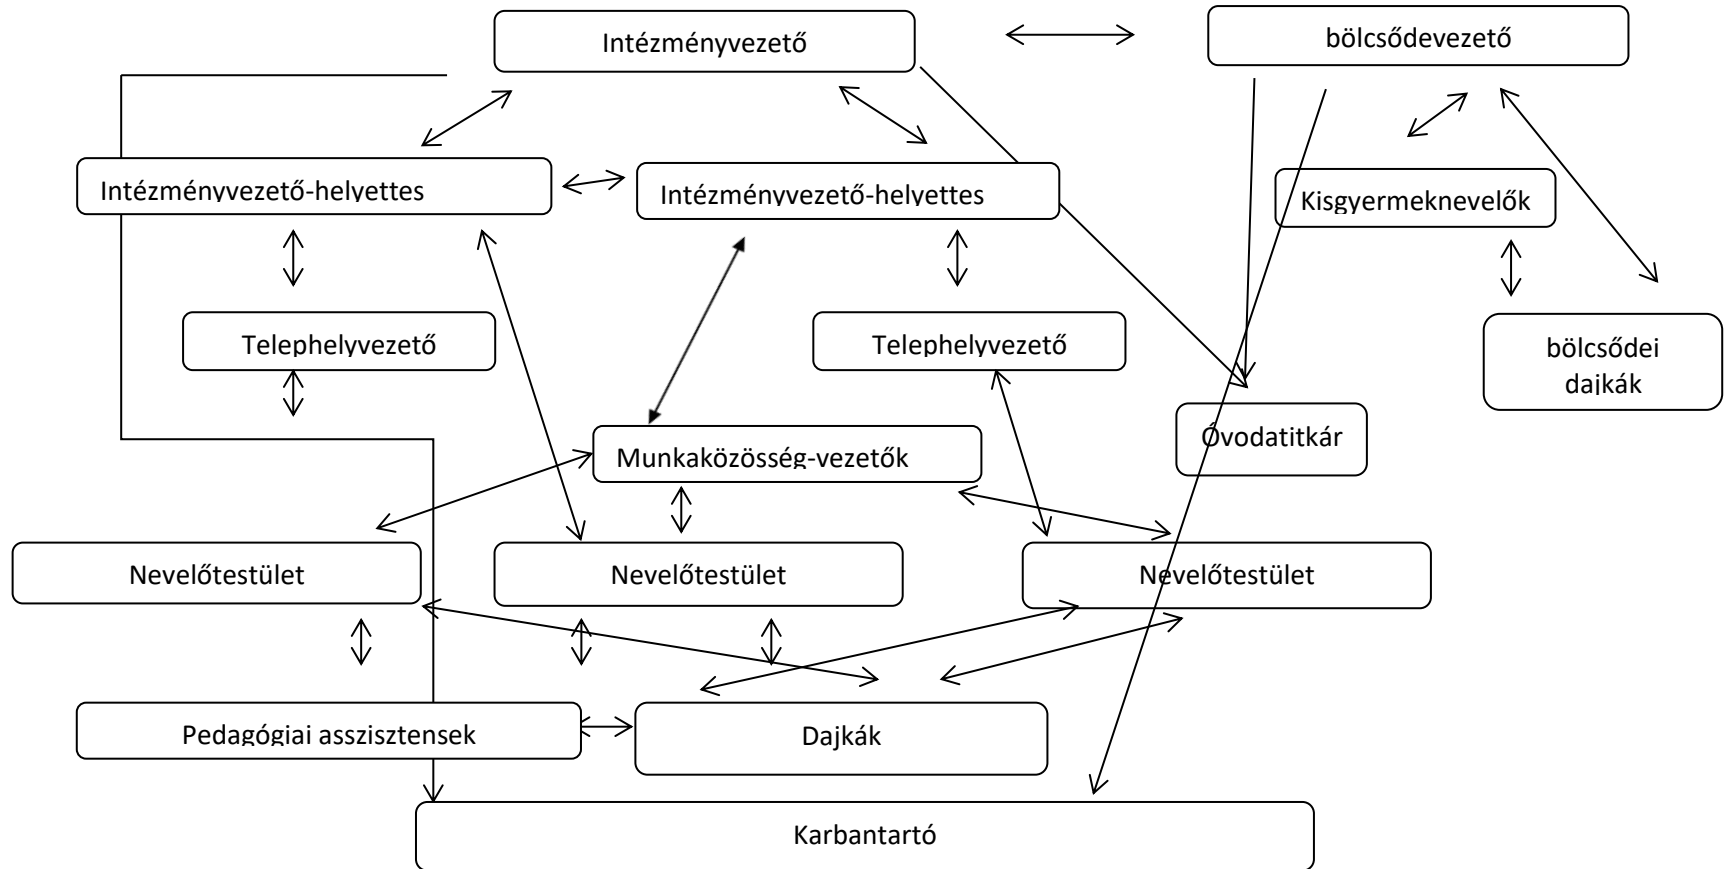 Intézményvezető
bölcsődevezető
Intézményvezető-helyettes
Intézményvezető-helyettes
Kisgyermeknevelők
Telephelyvezető
Telephelyvezető
bölcsődei
dajkák
Óvodatitkár
Munkaközösség-vezetők
Nevelőtestület
Nevelőtestület
Nevelőtestület
Pedagógiai asszisztensek
Dajkák
Karbantartó